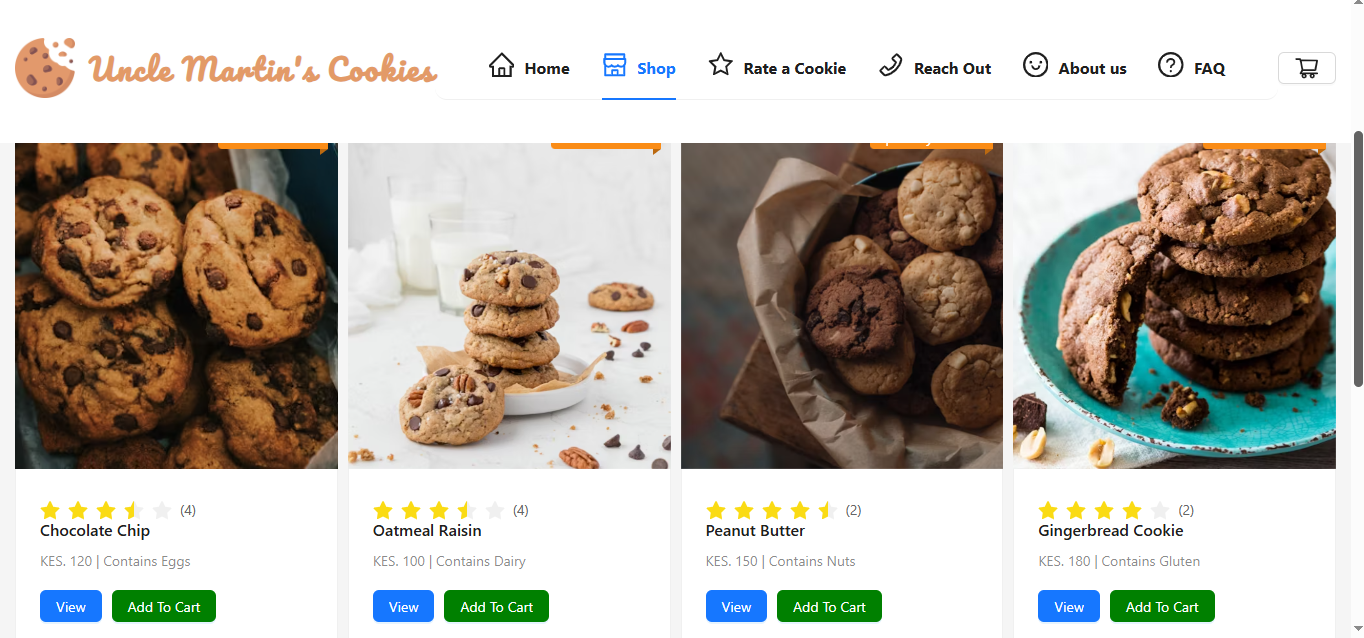 Uncle Martin's Cookies
Home
Shop
Rate a Cookie
Reach Out
About us
FAQ
(4)
Chocolate Chip
KES. 120 | Contains Eggs
View
Add To Cart
(4)
Oatmeal Raisin
KES. 100 | Contains Dairy
View
Add To Cart
(2)
Peanut Butter
KES. 150 | Contains Nuts
View
Add To Cart
(2)
Gingerbread Cookie
KES. 180 | Contains Gluten
View
Add To Cart